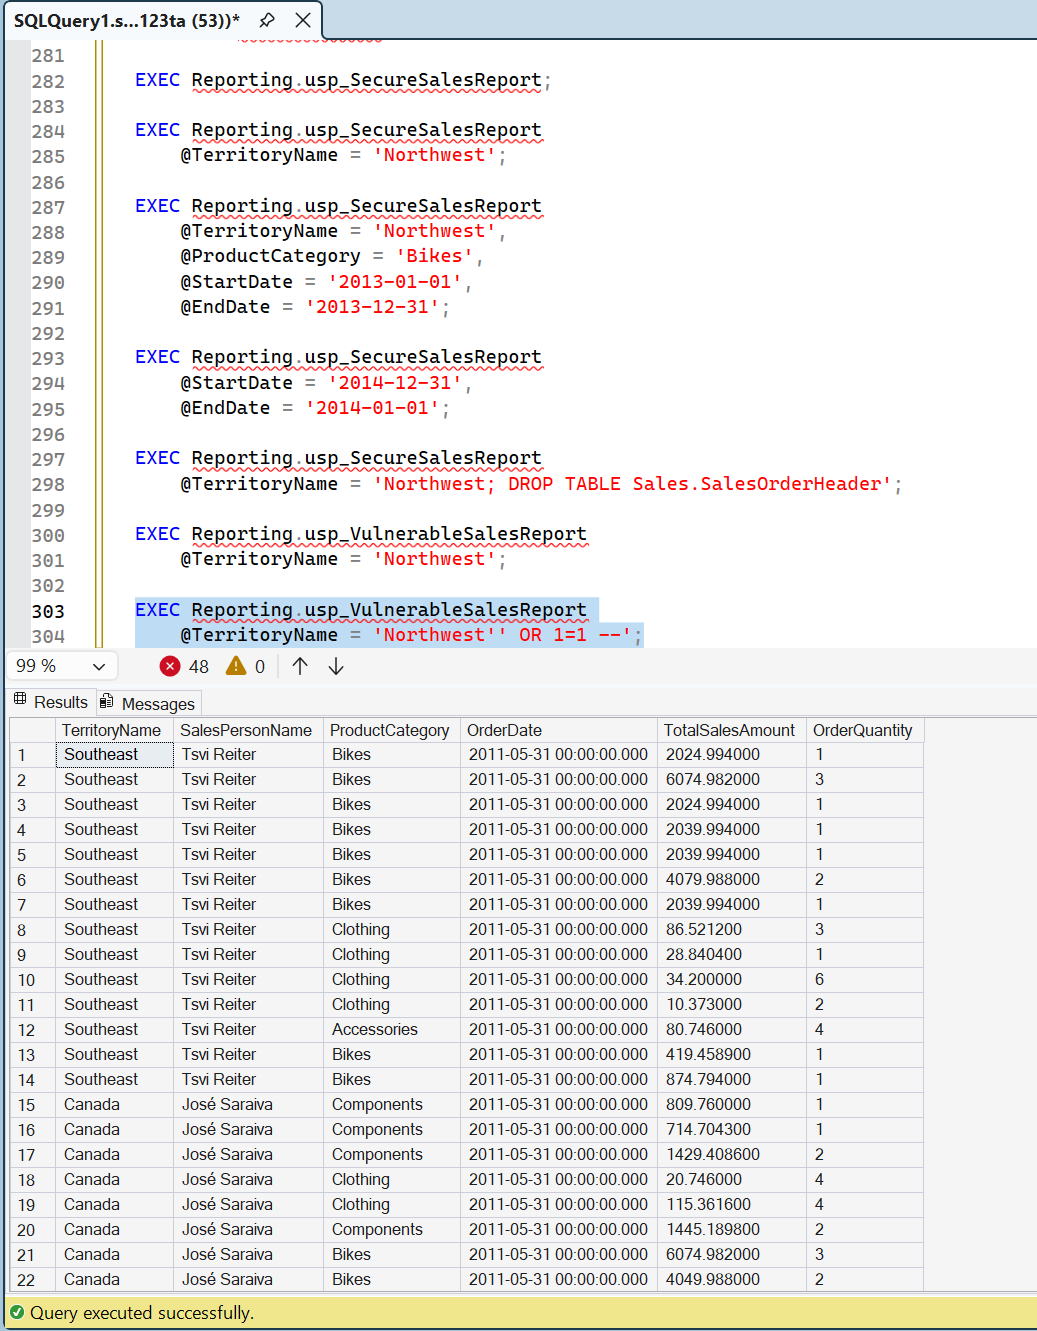 SQLQuery1.s...123ta (53))*
281
282 EXEC Reporting.usp_SecureSalesReport;
283
284 EXEC Reporting.usp_SecureSalesReport
285 @TerritoryName = 'Northwest';
286
287 EXEC Reporting.usp_SecureSalesReport
288 @TerritoryName = 'Northwest',
289 @ProductCategory = 'Bikes',
290 @StartDate = '2013-01-01',
291 @EndDate = '2013-12-31';
292
293 EXEC Reporting.usp_SecureSalesReport
294 @StartDate = '2014-12-31',
295 @EndDate = '2014-01-01';
296
297 EXEC Reporting.usp_SecureSalesReport
298 @TerritoryName = 'Northwest; DROP TABLE Sales.SalesOrderHeader';
299
300 EXEC Reporting.usp_VulnerableSalesReport
301 @TerritoryName = 'Northwest';
302
303 EXEC Reporting.usp_VulnerableSalesReport
304 @TerritoryName = 'Northwest'' OR 1=1 --';
99 % 48 0
Results Messages
TerritoryName SalesPersonName ProductCategory OrderDate TotalSalesAmount OrderQuantity
1 Southeast Tsvi Reiter Bikes 2011-05-31 00:00:00.000 2024.994000 1
2 Southeast Tsvi Reiter Bikes 2011-05-31 00:00:00.000 6074.982000 3
3 Southeast Tsvi Reiter Bikes 2011-05-31 00:00:00.000 2024.994000 1
4 Southeast Tsvi Reiter Bikes 2011-05-31 00:00:00.000 2039.994000 1
5 Southeast Tsvi Reiter Bikes 2011-05-31 00:00:00.000 2039.994000 1
6 Southeast Tsvi Reiter Bikes 2011-05-31 00:00:00.000 4079.988000 2
7 Southeast Tsvi Reiter Bikes 2011-05-31 00:00:00.000 2039.994000 1
8 Southeast Tsvi Reiter Clothing 2011-05-31 00:00:00.000 86.521200 3
9 Southeast Tsvi Reiter Clothing 2011-05-31 00:00:00.000 28.840400 1
10 Southeast Tsvi Reiter Clothing 2011-05-31 00:00:00.000 34.200000 6
11 Southeast Tsvi Reiter Clothing 2011-05-31 00:00:00.000 10.373000 2
12 Southeast Tsvi Reiter Accessories 2011-05-31 00:00:00.000 80.746000 4
13 Southeast Tsvi Reiter Bikes 2011-05-31 00:00:00.000 419.458900 1
14 Southeast Tsvi Reiter Bikes 2011-05-31 00:00:00.000 874.794000 1
15 Canada José Saraiva Components 2011-05-31 00:00:00.000 809.760000 1
16 Canada José Saraiva Components 2011-05-31 00:00:00.000 714.704300 1
17 Canada José Saraiva Components 2011-05-31 00:00:00.000 1429.408600 2
18 Canada José Saraiva Clothing 2011-05-31 00:00:00.000 20.746000 4
19 Canada José Saraiva Clothing 2011-05-31 00:00:00.000 115.361600 4
20 Canada José Saraiva Components 2011-05-31 00:00:00.000 1445.189800 2
21 Canada José Saraiva Bikes 2011-05-31 00:00:00.000 6074.982000 3
22 Canada José Saraiva Bikes 2011-05-31 00:00:00.000 4049.988000 2
Query executed successfully.